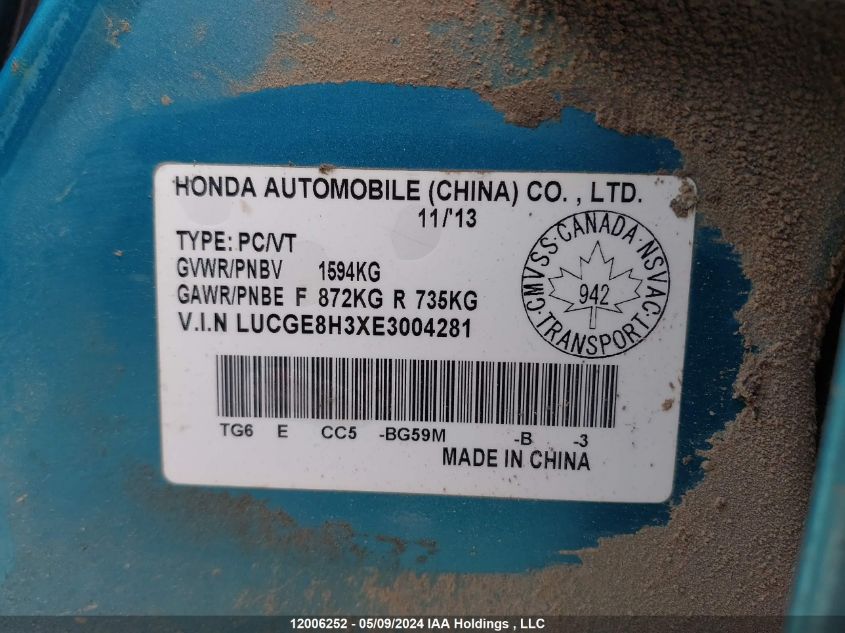 HONDA AUTOMOBILE (CHINA) CO., LTD.
11/'13
TYPE: PC/VT
GVWR/PNBV 1594KG
GAWR/PNBE F 872KG R 735KG
V.I.N LUCGE8H3XE3004281
CMVSS·CANADA·NSVAC·TRANSPORT·
942
TG6 E CC5 -BG59M -B -3
MADE IN CHINA
12006252 - 05/09/2024 IAA Holdings , LLC